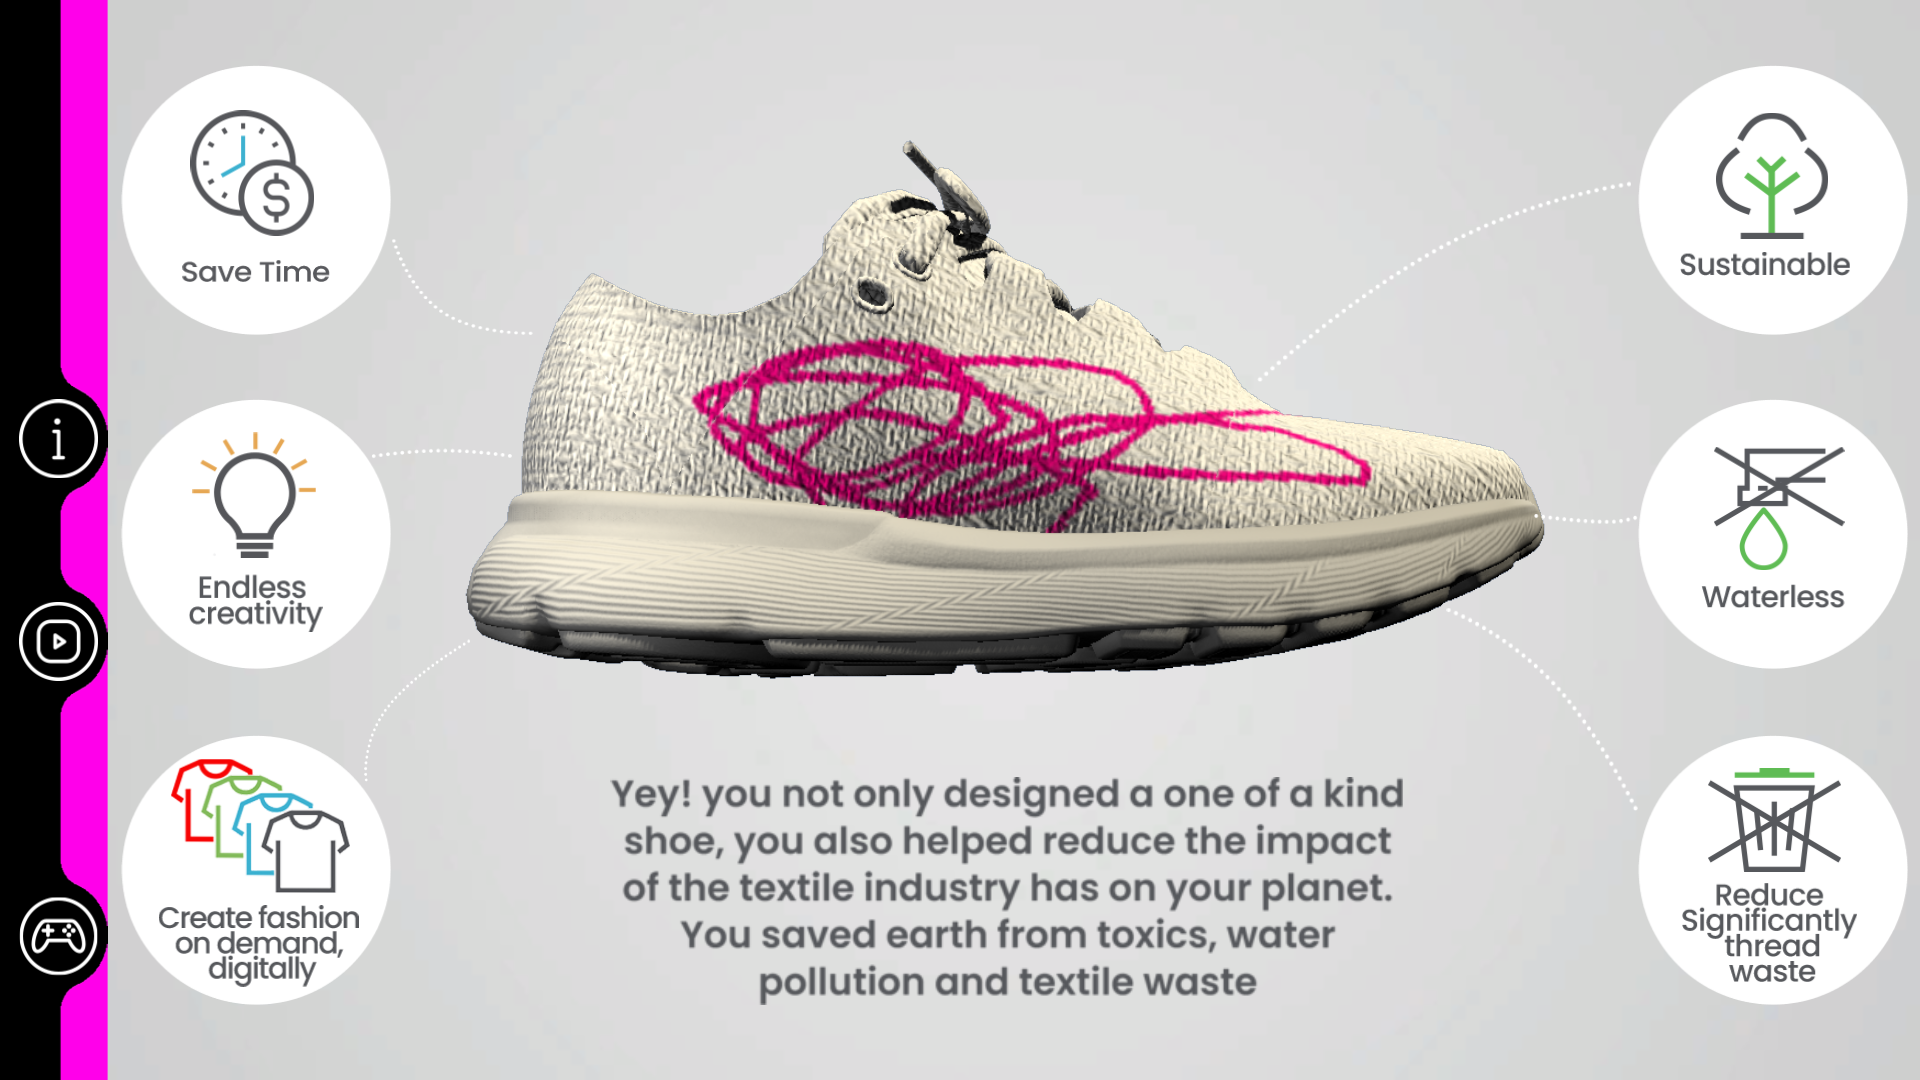 Save Time
Endless
creativity
Create fashion
on demand,
digitally
Yey! you not only designed a one of a kind
shoe, you also helped reduce the impact
of the textile industry has on your planet.
You saved earth from toxics, water
pollution and textile waste
Sustainable
Waterless
Reduce
Significantly
thread
waste